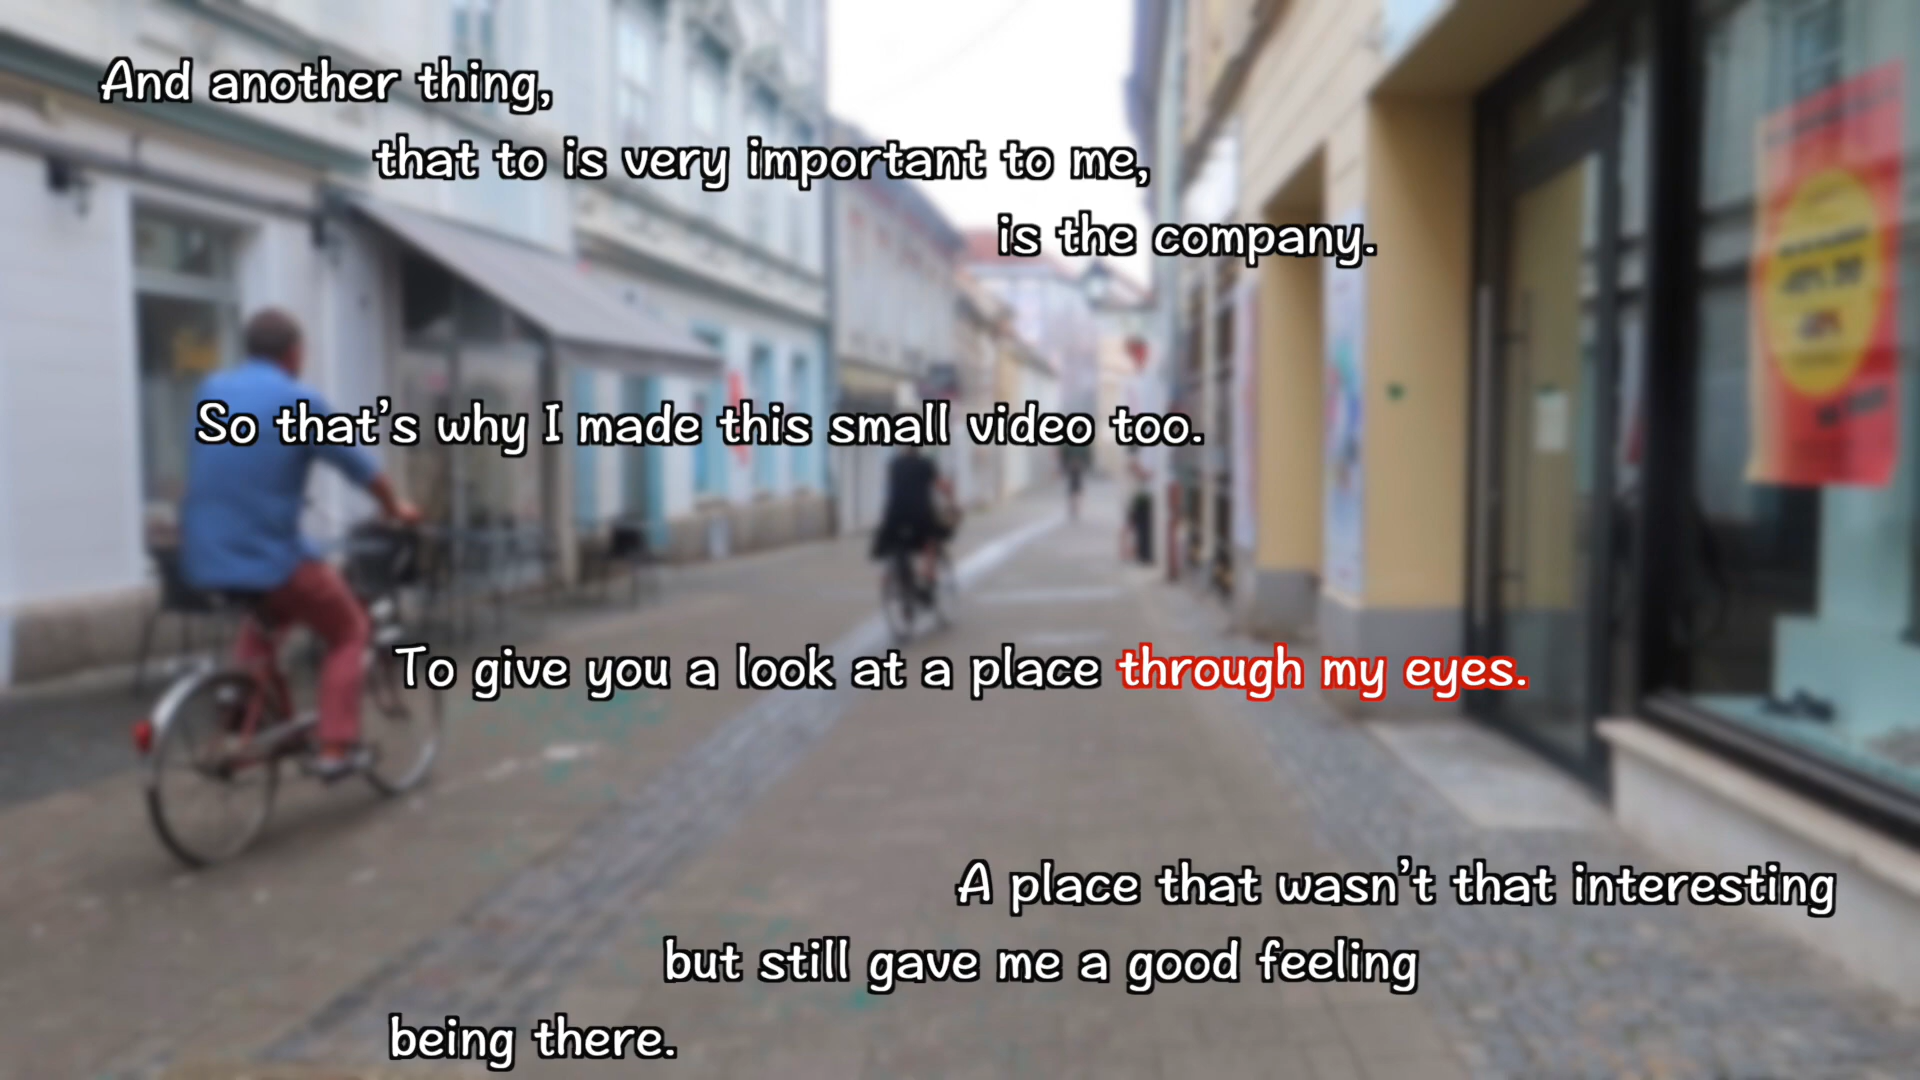 And another thing,
that to is very important to me,
is the company.
So that's why I made this small video too.
To give you a look at a place through my eyes.
A place that wasn't that interesting
but still gave me a good feeling
being there.